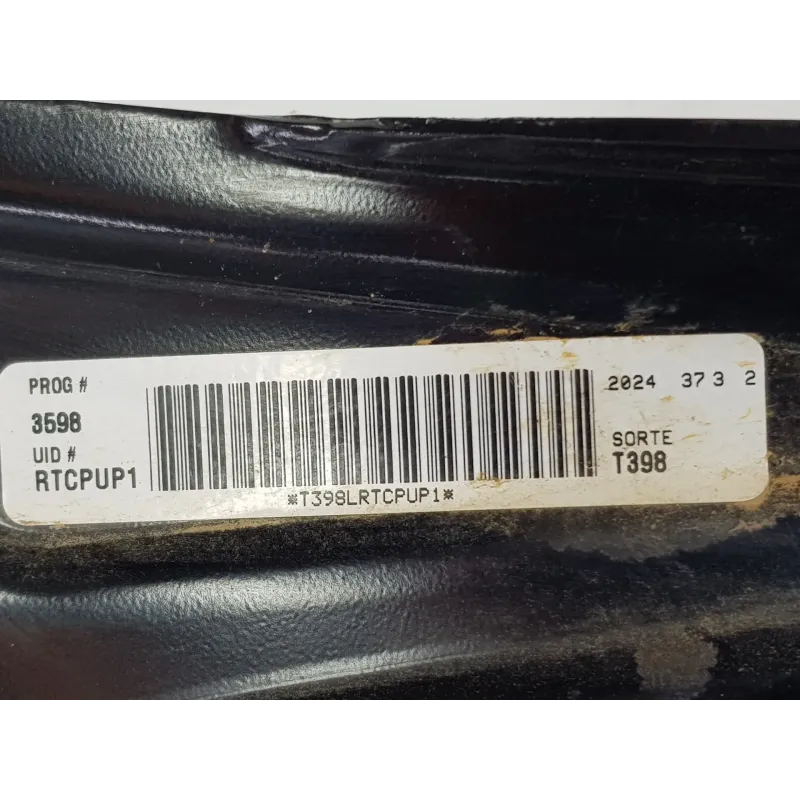 PROG #
3598
UID #
RTCPUP1
*T398LRTCPUP1*
2024 37 3 2
SORTE
T398